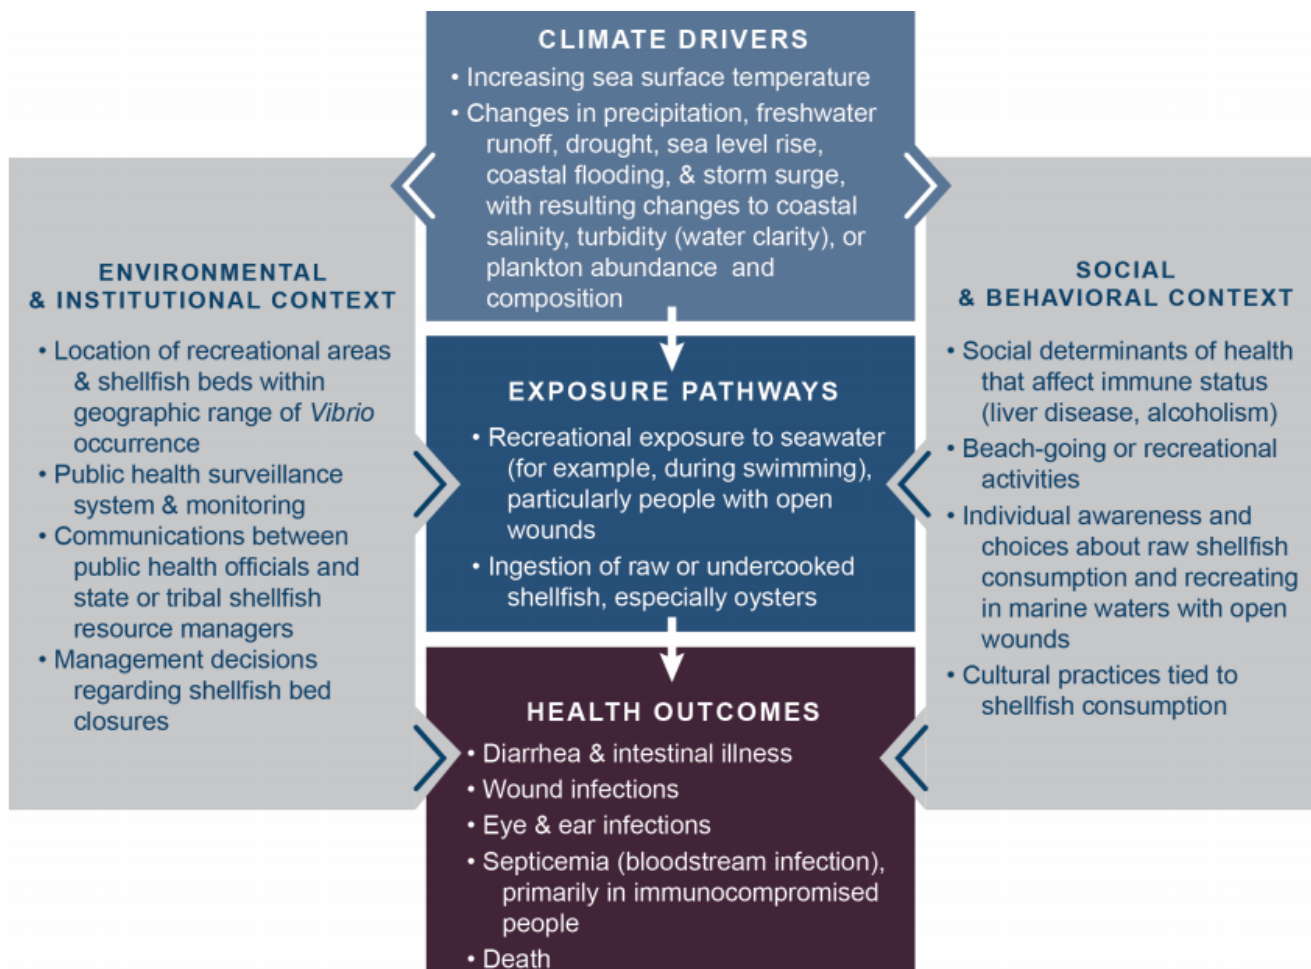 CLIMATE DRIVERS
• Increasing sea surface temperature
• Changes in precipitation, freshwater
runoff, drought, sea level rise,
coastal flooding, & storm surge,
with resulting changes to coastal
salinity, turbidity (water clarity), or
plankton abundance and
composition
ENVIRONMENTAL
& INSTITUTIONAL CONTEXT
• Location of recreational areas
& shellfish beds within
geographic range of Vibrio
occurrence
• Public health surveillance
system & monitoring
• Communications between
public health officials and
state or tribal shellfish
resource managers
• Management decisions
regarding shellfish bed
closures
EXPOSURE PATHWAYS
• Recreational exposure to seawater
(for example, during swimming),
particularly people with open
wounds
• Ingestion of raw or undercooked
shellfish, especially oysters
SOCIAL
& BEHAVIORAL CONTEXT
• Social determinants of health
that affect immune status
(liver disease, alcoholism)
• Beach-going or recreational
activities
• Individual awareness and
choices about raw shellfish
consumption and recreating
in marine waters with open
wounds
• Cultural practices tied to
shellfish consumption
HEALTH OUTCOMES
• Diarrhea & intestinal illness
• Wound infections
• Eye & ear infections
• Septicemia (bloodstream infection),
primarily in immunocompromised
people
• Death